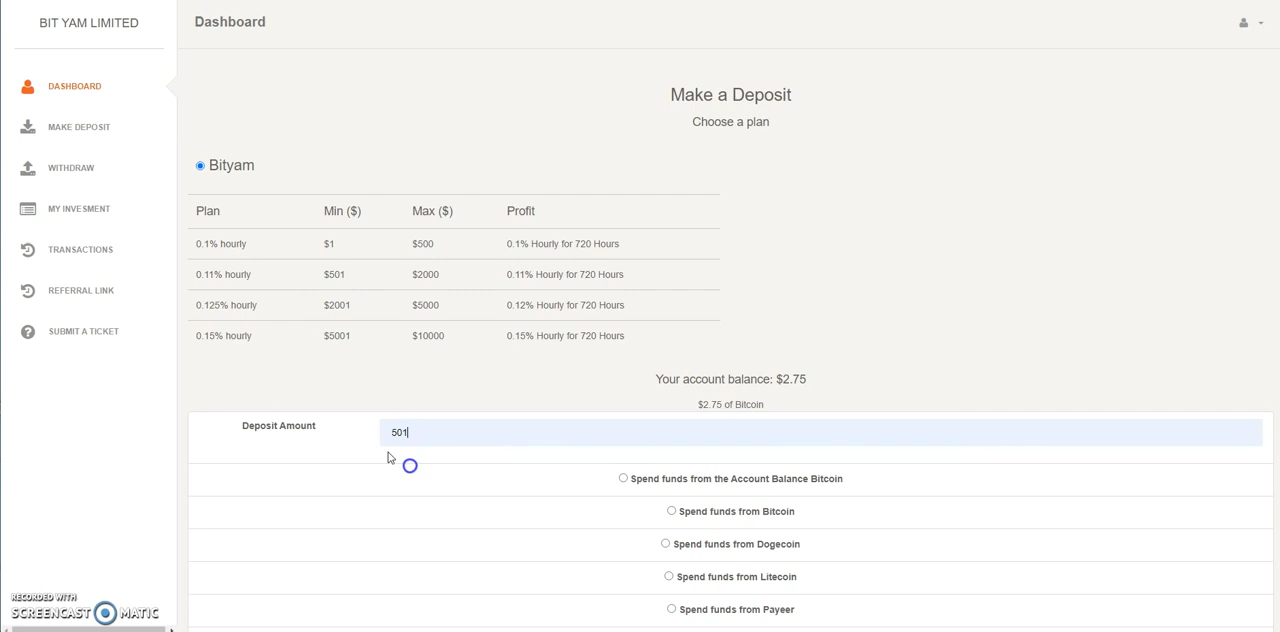 BIT YAM LIMITED
Dashboard
DASHBOARD
MAKE DEPOSIT
WITHDRAW
MY INVESMENT
TRANSACTIONS
REFERRAL LINK
SUBMIT A TICKET
Make a Deposit
Choose a plan
Bityam
Plan Min ($) Max ($) Profit
0.1% hourly $1 $500 0.1% Hourly for 720 Hours
0.11% hourly $501 $2000 0.11% Hourly for 720 Hours
0.125% hourly $2001 $5000 0.12% Hourly for 720 Hours
0.15% hourly $5001 $10000 0.15% Hourly for 720 Hours
Your account balance: $2.75
$2.75 of Bitcoin
Deposit Amount 501
Spend funds from the Account Balance Bitcoin
Spend funds from Bitcoin
Spend funds from Dogecoin
Spend funds from Litecoin
Spend funds from Payeer
RECORDED WITH
SCREENCAST MATIC